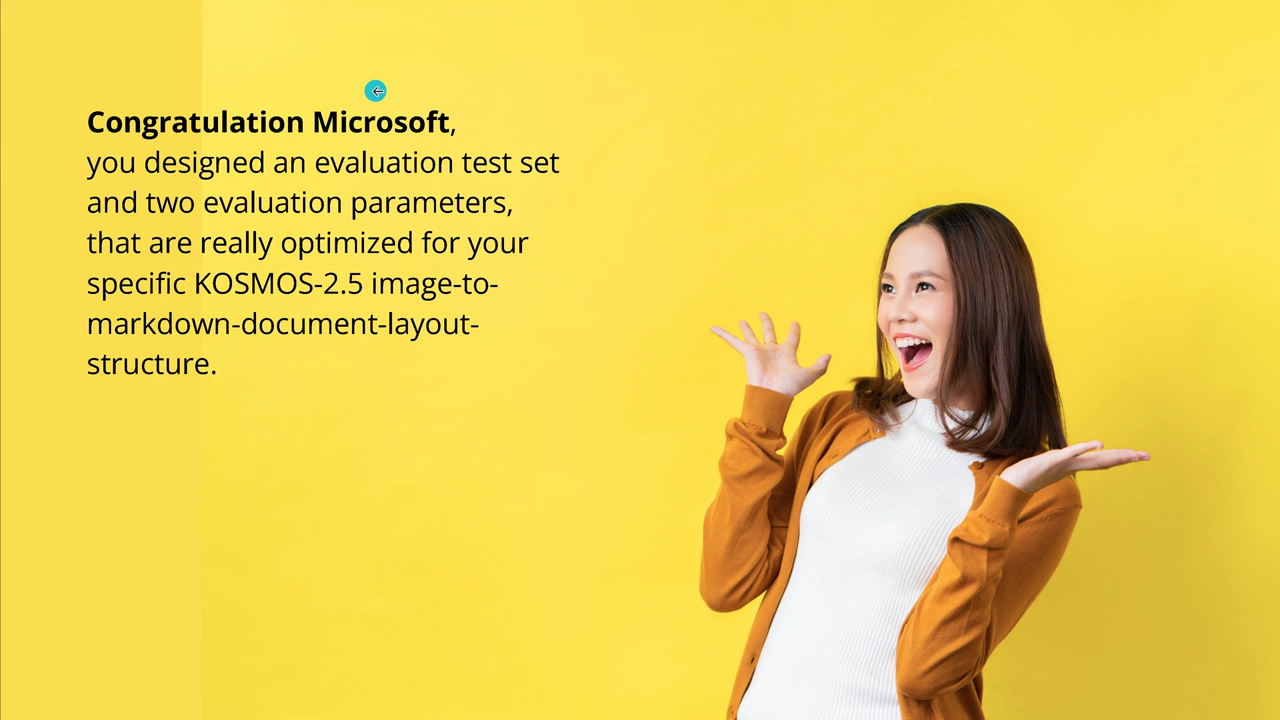 Congratulation Microsoft,
you designed an evaluation test set
and two evaluation parameters,
that are really optimized for your
specific KOSMOS-2.5 image-to-
markdown-document-layout-
structure.